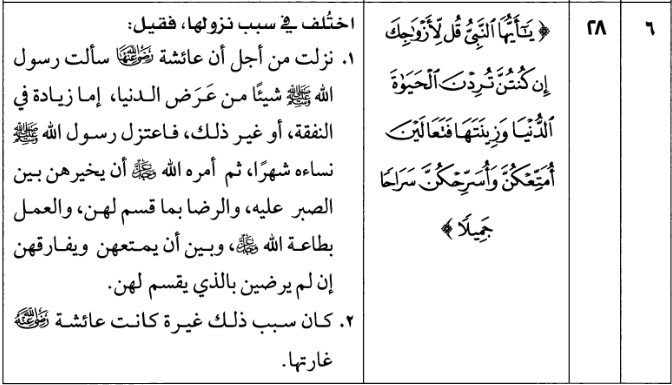 ٦
٢٨
﴿ يَـٰٓأَيُّهَا ٱلنَّبِىُّ قُل لِّأَزْوَٰجِكَ
إِن كُنتُنَّ تُرِدْنَ ٱلْحَيَوٰةَ
ٱلدُّنْيَا وَزِينَتَهَا فَتَعَالَيْنَ
أُمَتِّعْكُنَّ وَأُسَرِّحْكُنَّ سَرَاحًا
جَمِيلًا ﴾
اختُلف في سبب نزولها، فقيل:
١. نزلت من أجل أن عائشة رضي الله عنها سألت رسول
الله ﷺ شيئًا من عَرَض الدنيا، إما زيادة في
النفقة، أو غير ذلك، فاعتزل رسول الله ﷺ
نساءه شهرًا، ثم أمره الله ﷻ أن يخيرهن بين
الصبر عليه، والرضا بما قسم لهن، والعمل
بطاعة الله ﷻ، وبين أن يمتعهن ويفارقهن
إن لم يرضين بالذي يقسم لهن.
٢. كان سبب ذلك غيرة كانت عائشة رضي الله عنها
غارتها.